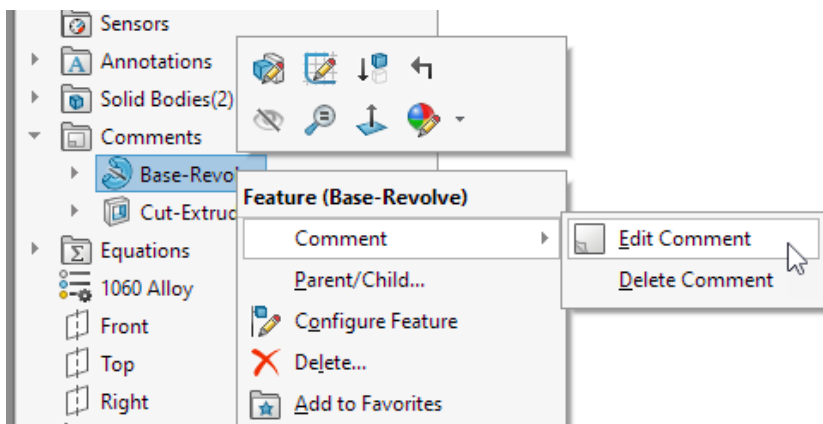 Sensors
Annotations
Solid Bodies(2)
Comments
Base-Revol
Cut-Extrud
Equations
1060 Alloy
Front
Top
Right
Feature (Base-Revolve)
Comment
Parent/Child...
Configure Feature
Delete...
Add to Favorites
Edit Comment
Delete Comment